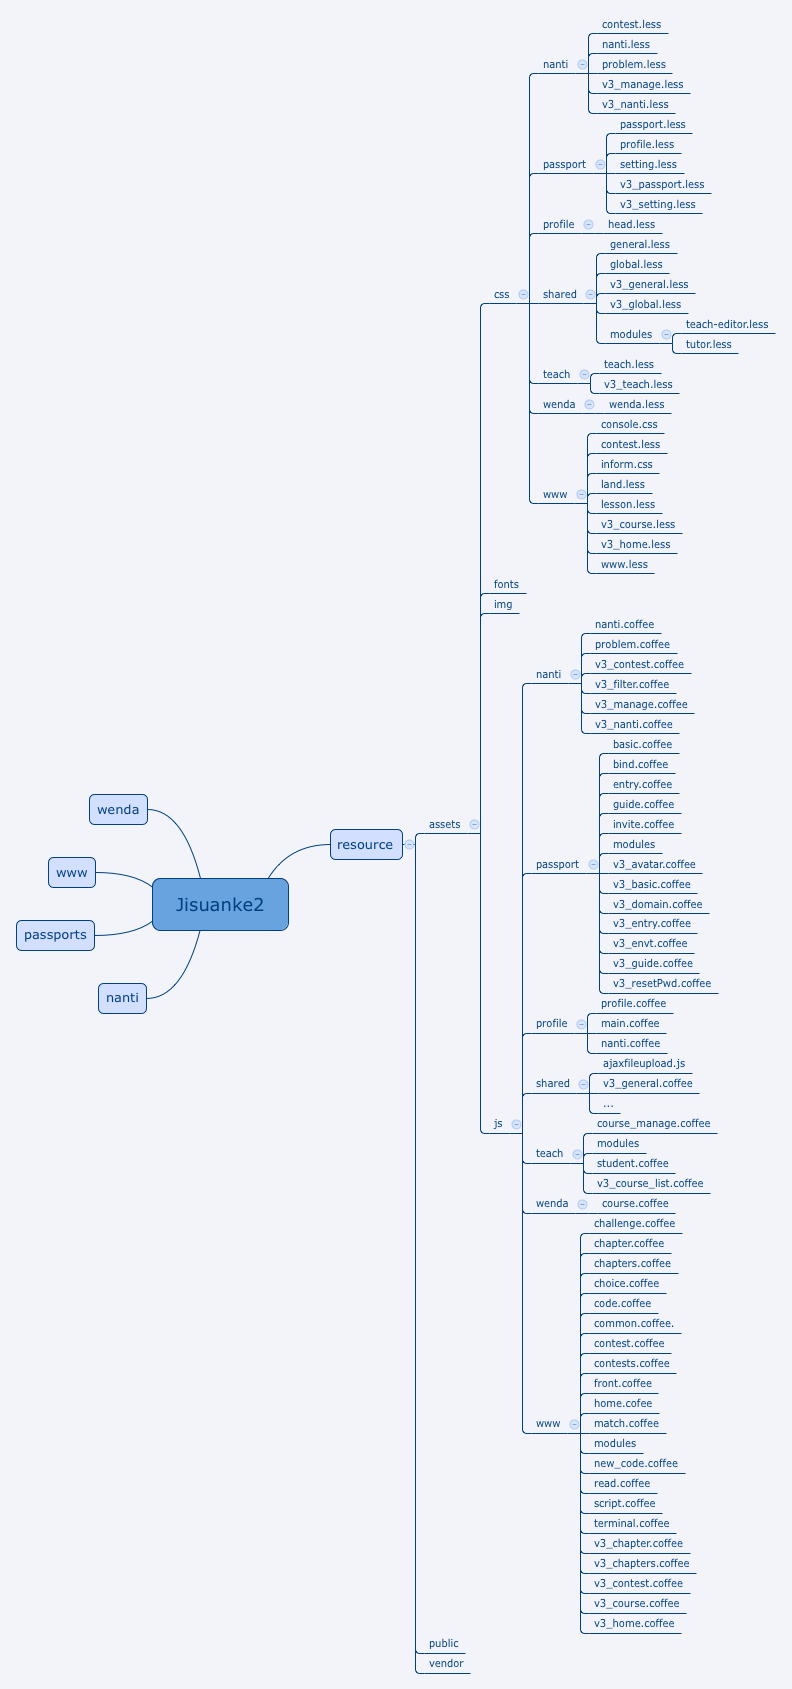 Jisuanke2
wenda
www
passports
nanti
resource
assets
css
nanti
contest.less
nanti.less
problem.less
v3_manage.less
v3_nanti.less
passport
passport.less
profile.less
setting.less
v3_passport.less
v3_setting.less
profile
head.less
shared
general.less
global.less
v3_general.less
v3_global.less
modules
teach-editor.less
tutor.less
teach
teach.less
v3_teach.less
wenda
wenda.less
www
console.css
contest.less
inform.css
land.less
lesson.less
v3_course.less
v3_home.less
www.less
fonts
img
js
nanti
nanti.coffee
problem.coffee
v3_contest.coffee
v3_filter.coffee
v3_manage.coffee
v3_nanti.coffee
passport
basic.coffee
bind.coffee
entry.coffee
guide.coffee
invite.coffee
modules
v3_avatar.coffee
v3_basic.coffee
v3_domain.coffee
v3_entry.coffee
v3_envt.coffee
v3_guide.coffee
v3_resetPwd.coffee
profile
profile.coffee
main.coffee
nanti.coffee
shared
ajaxfileupload.js
v3_general.coffee
...
teach
course_manage.coffee
modules
student.coffee
v3_course_list.coffee
wenda
course.coffee
www
challenge.coffee
chapter.coffee
chapters.coffee
choice.coffee
code.coffee
common.coffee.
contest.coffee
contests.coffee
front.coffee
home.cofee
match.coffee
modules
new_code.coffee
read.coffee
script.coffee
terminal.coffee
v3_chapter.coffee
v3_chapters.coffee
v3_contest.coffee
v3_course.coffee
v3_home.coffee
public
vendor